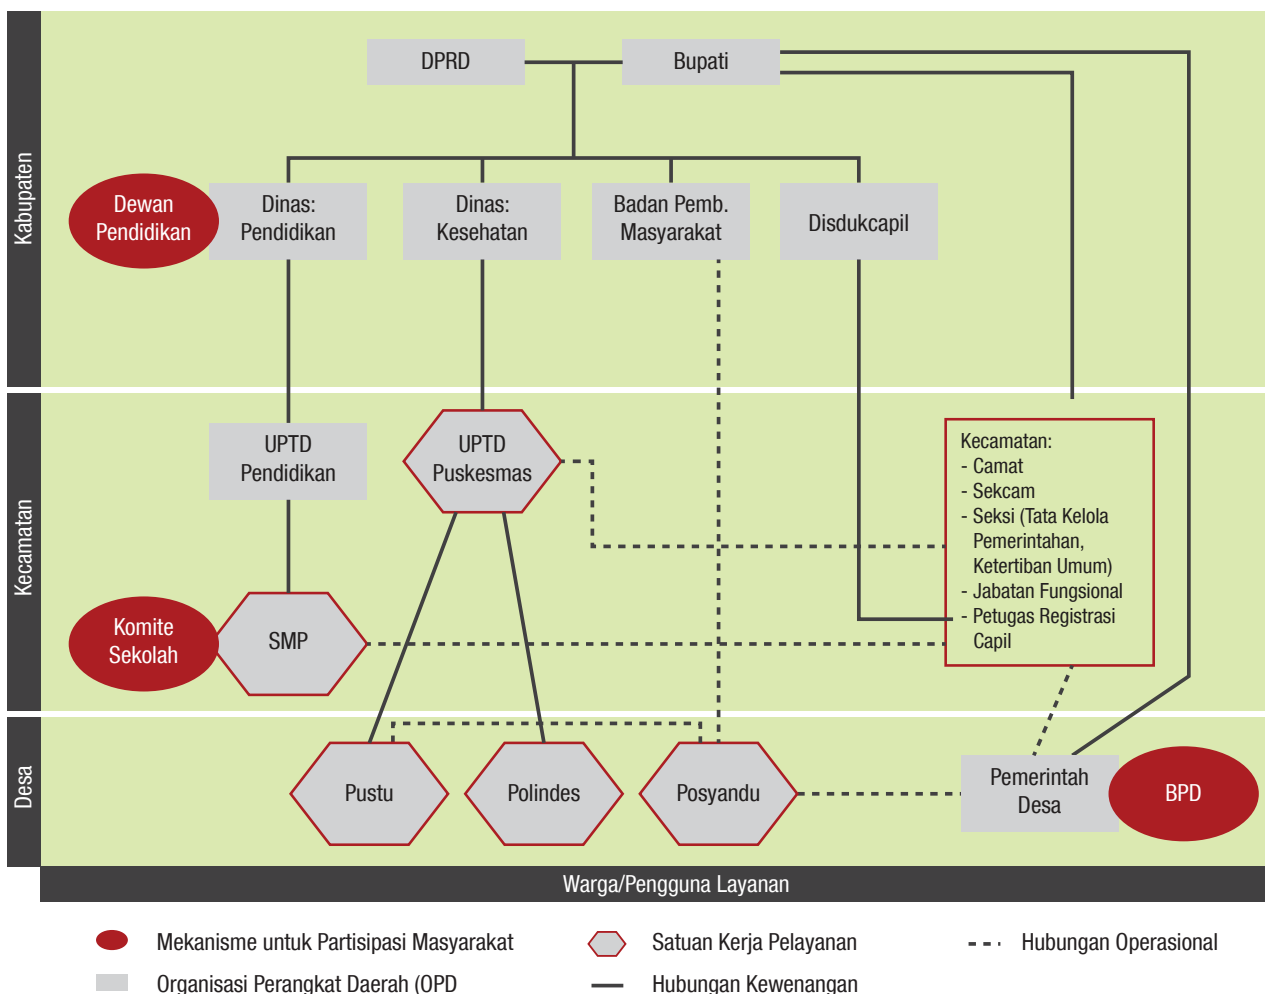 Kabupaten
DPRD
Bupati
Dewan
Pendidikan
Dinas:
Pendidikan
Dinas:
Kesehatan
Badan Pemb.
Masyarakat
Disdukcapil
Kecamatan
UPTD
Pendidikan
UPTD
Puskesmas
Kecamatan:
- Camat
- Sekcam
- Seksi (Tata Kelola
Pemerintahan,
Ketertiban Umum)
- Jabatan Fungsional
- Petugas Registrasi
Capil
Komite
Sekolah
SMP
Desa
Pustu
Polindes
Posyandu
Pemerintah
Desa
BPD
Warga/Pengguna Layanan
Mekanisme untuk Partisipasi Masyarakat
Satuan Kerja Pelayanan
Hubungan Operasional
Organisasi Perangkat Daerah (OPD
Hubungan Kewenangan